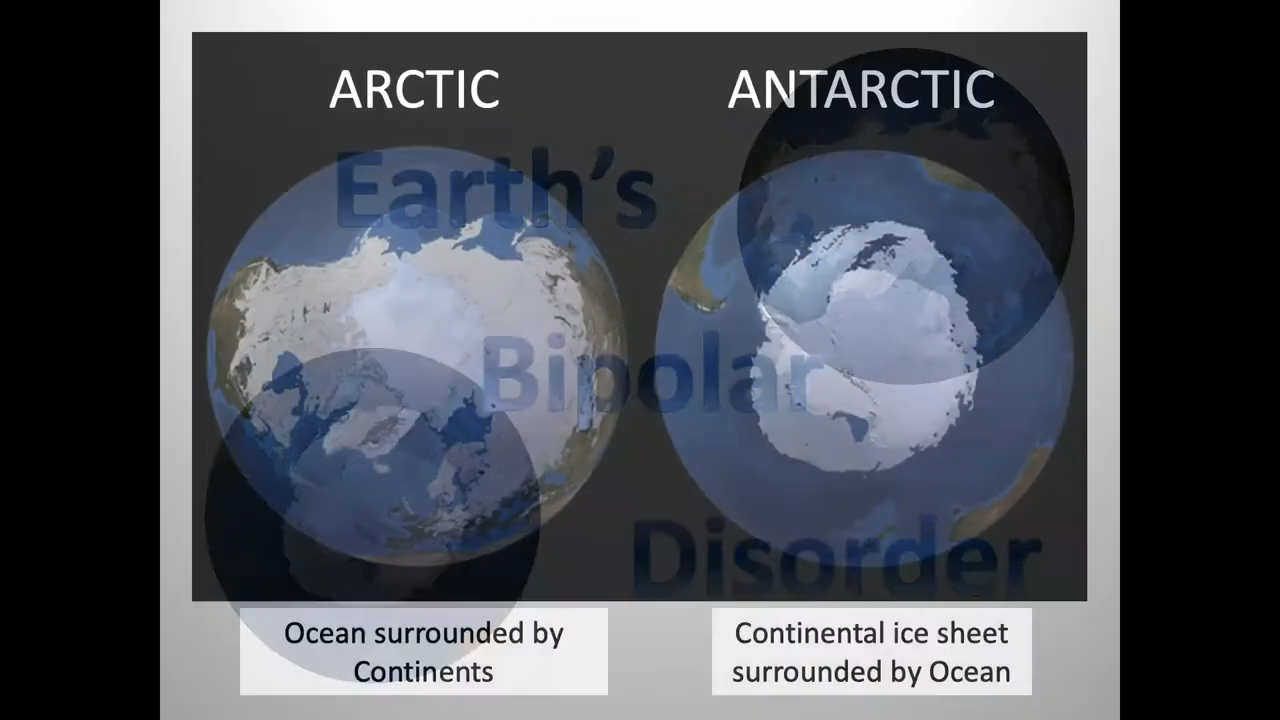 ARCTIC
ANTARCTIC
Earth's
Bipolar
Disorder
Ocean surrounded by
Continents
Continental ice sheet
surrounded by Ocean